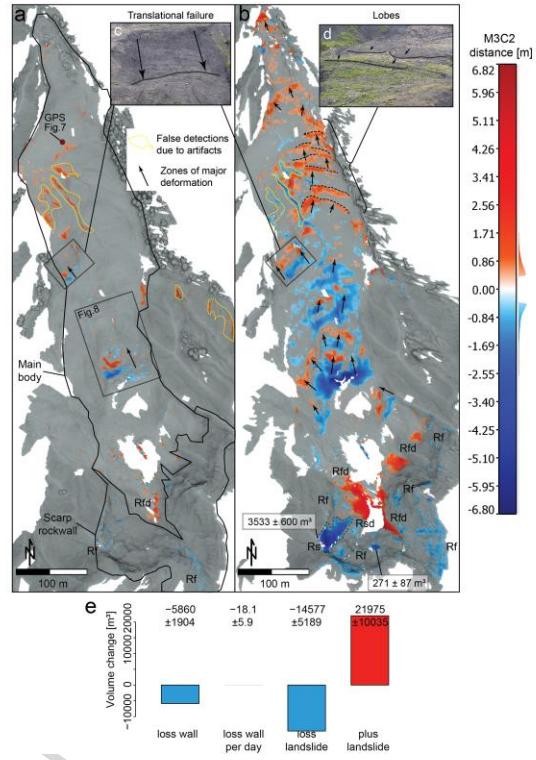 a
Translational failure
c
b
Lobes
d
GPS
Fig.7
False detections
due to artifacts
Zones of major
deformation
Fig.8
Main
body
Rfd
Scarp
rockwall
Rf
Rf
N
100 m
Rf
Rfd
Rfd
Rf
Rf
Rsd
Rfd
3533 ± 600 m³
Rs
Rf
Rf
Rf
N
271 ± 87 m³
100 m
M3C2
distance [m]
6.82
5.96
5.11
4.26
3.41
2.56
1.71
0.86
0.00
-0.84
-1.69
-2.55
-3.40
-4.25
-5.10
-5.95
-6.80
e
Volume change [m³]
-10000 0 10000 20000
−5860
±1904
−18.1
±5.9
−14577
±5189
21975
±10035
loss wall
loss wall
per day
loss
landslide
plus
landslide